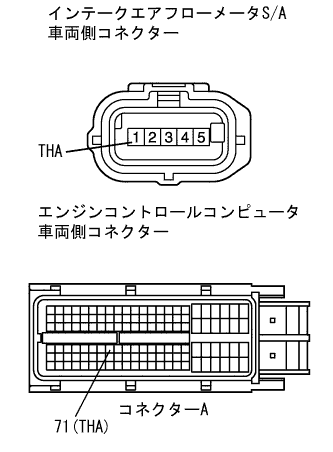 インテークエアフローメータS/A
車両側コネクター
1 2 3 4 5
THA
エンジンコントロールコンピュータ
車両側コネクター
71(THA)
コネクターA